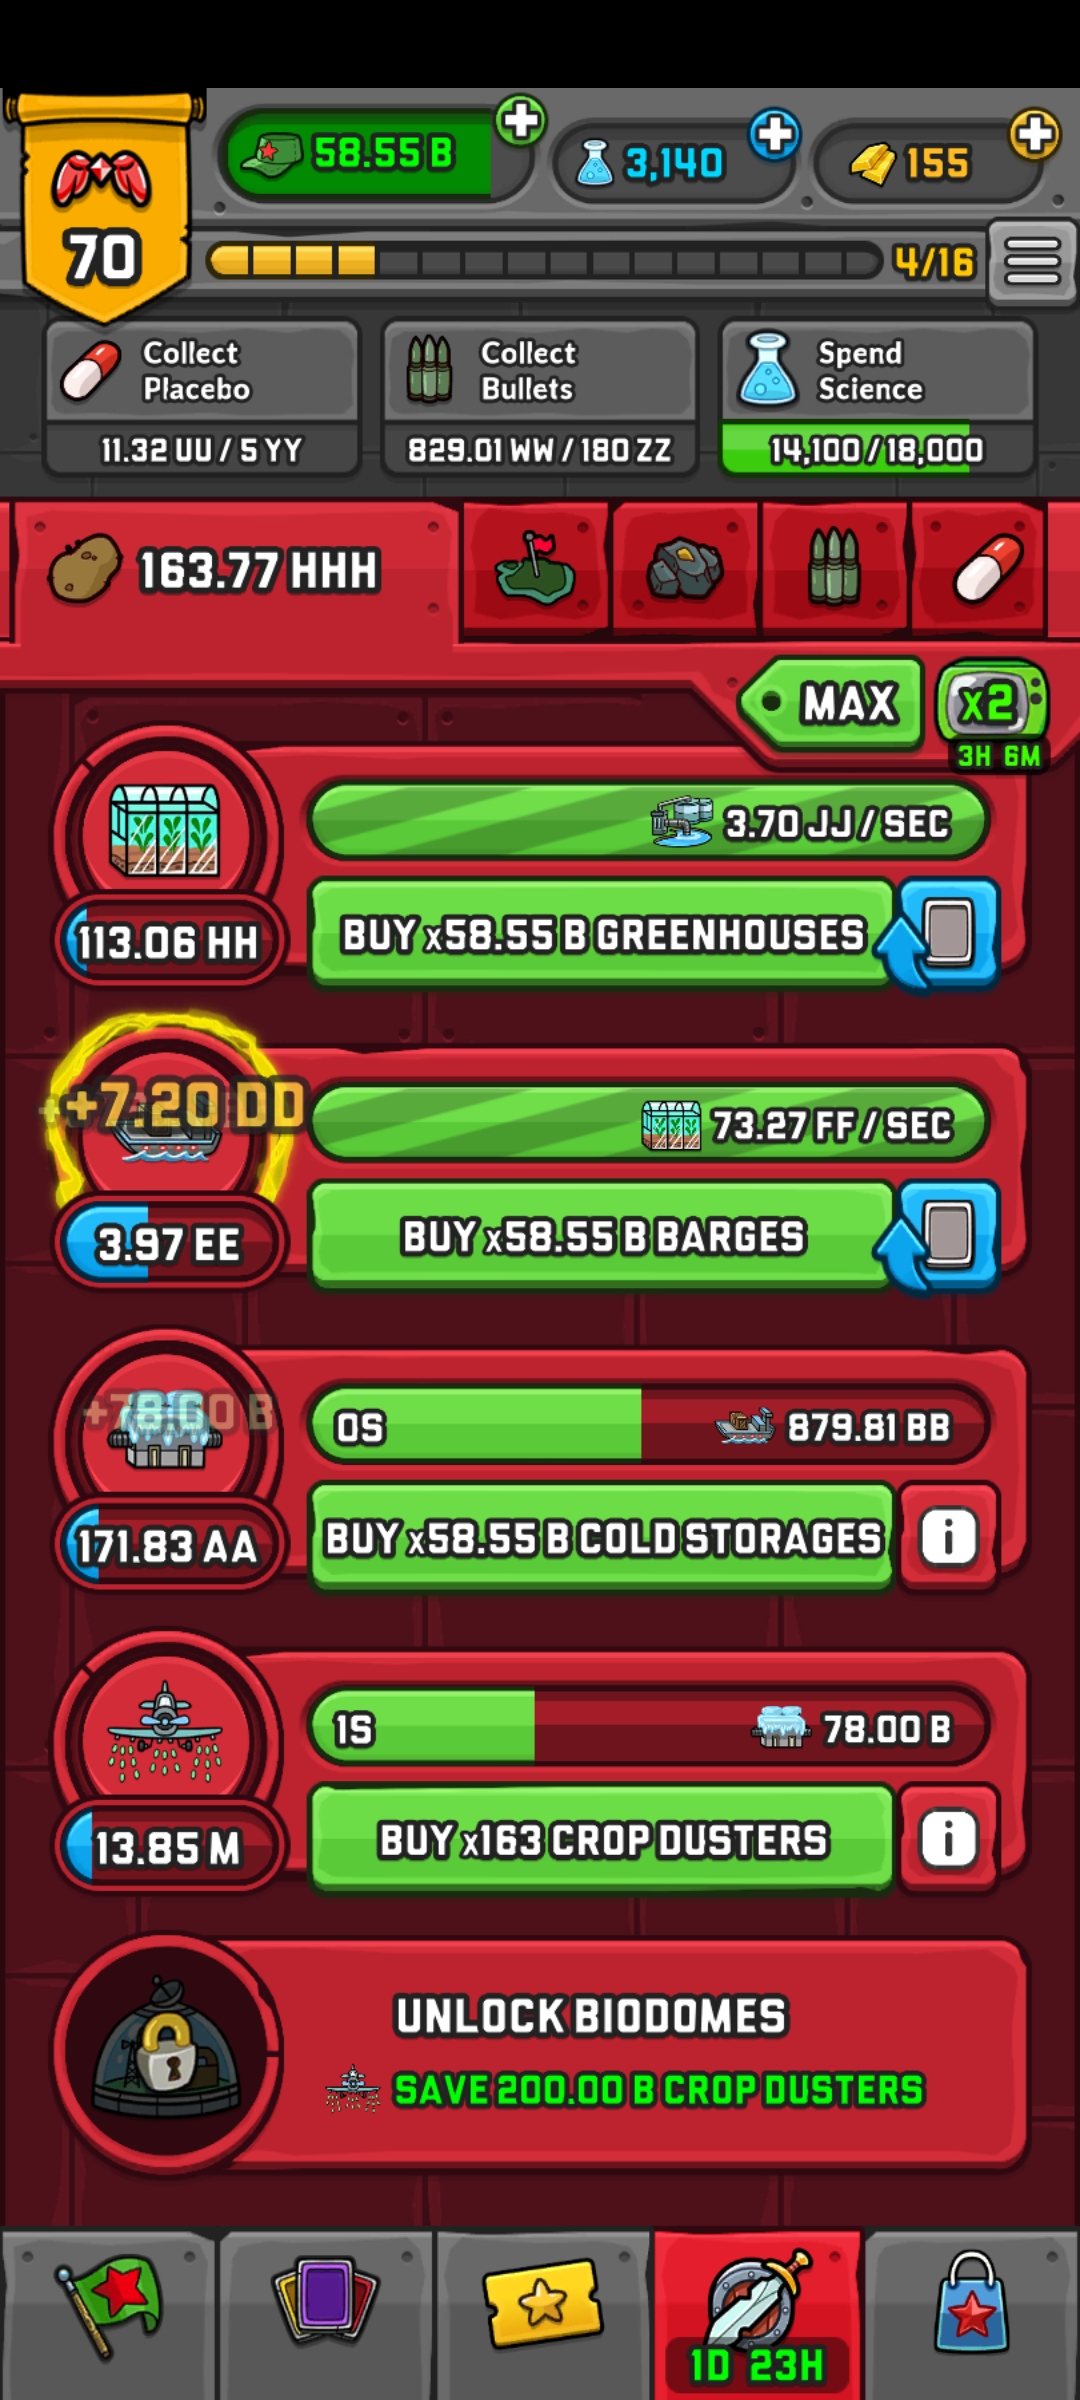 58.55 B
3,140
155
70
4/16
Collect
Placebo
11.32 UU / 5 YY
Collect
Bullets
829.01 WW / 180 ZZ
Spend
Science
14,100 / 18,000
163.77 HHH
MAX
x2
3H 6M
3.70 JJ / SEC
113.06 HH
BUY x58.55 B GREENHOUSES
+7.20 DD
73.27 FF / SEC
3.97 EE
BUY x58.55 B BARGES
0S
879.81 BB
171.83 AA
BUY x58.55 B COLD STORAGES
i
1S
78.00 B
13.85 M
BUY x163 CROP DUSTERS
i
UNLOCK BIODOMES
SAVE 200.00 B CROP DUSTERS
1D 23H